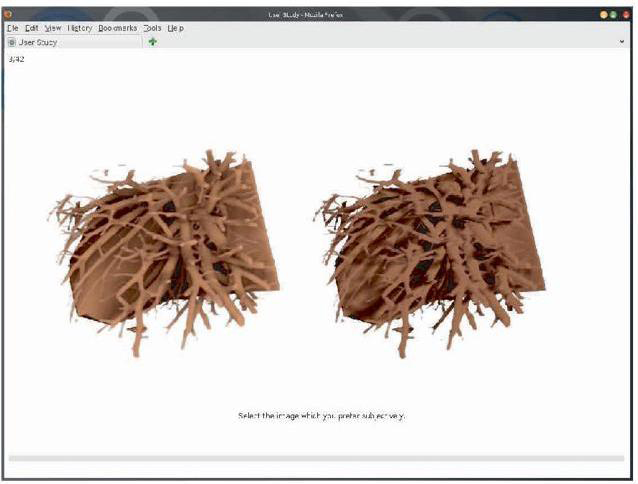 User Study - Mozilla Firefox
File Edit View History Bookmarks Tools Help
User Study
3/42
Select the image which you prefer subjectively.